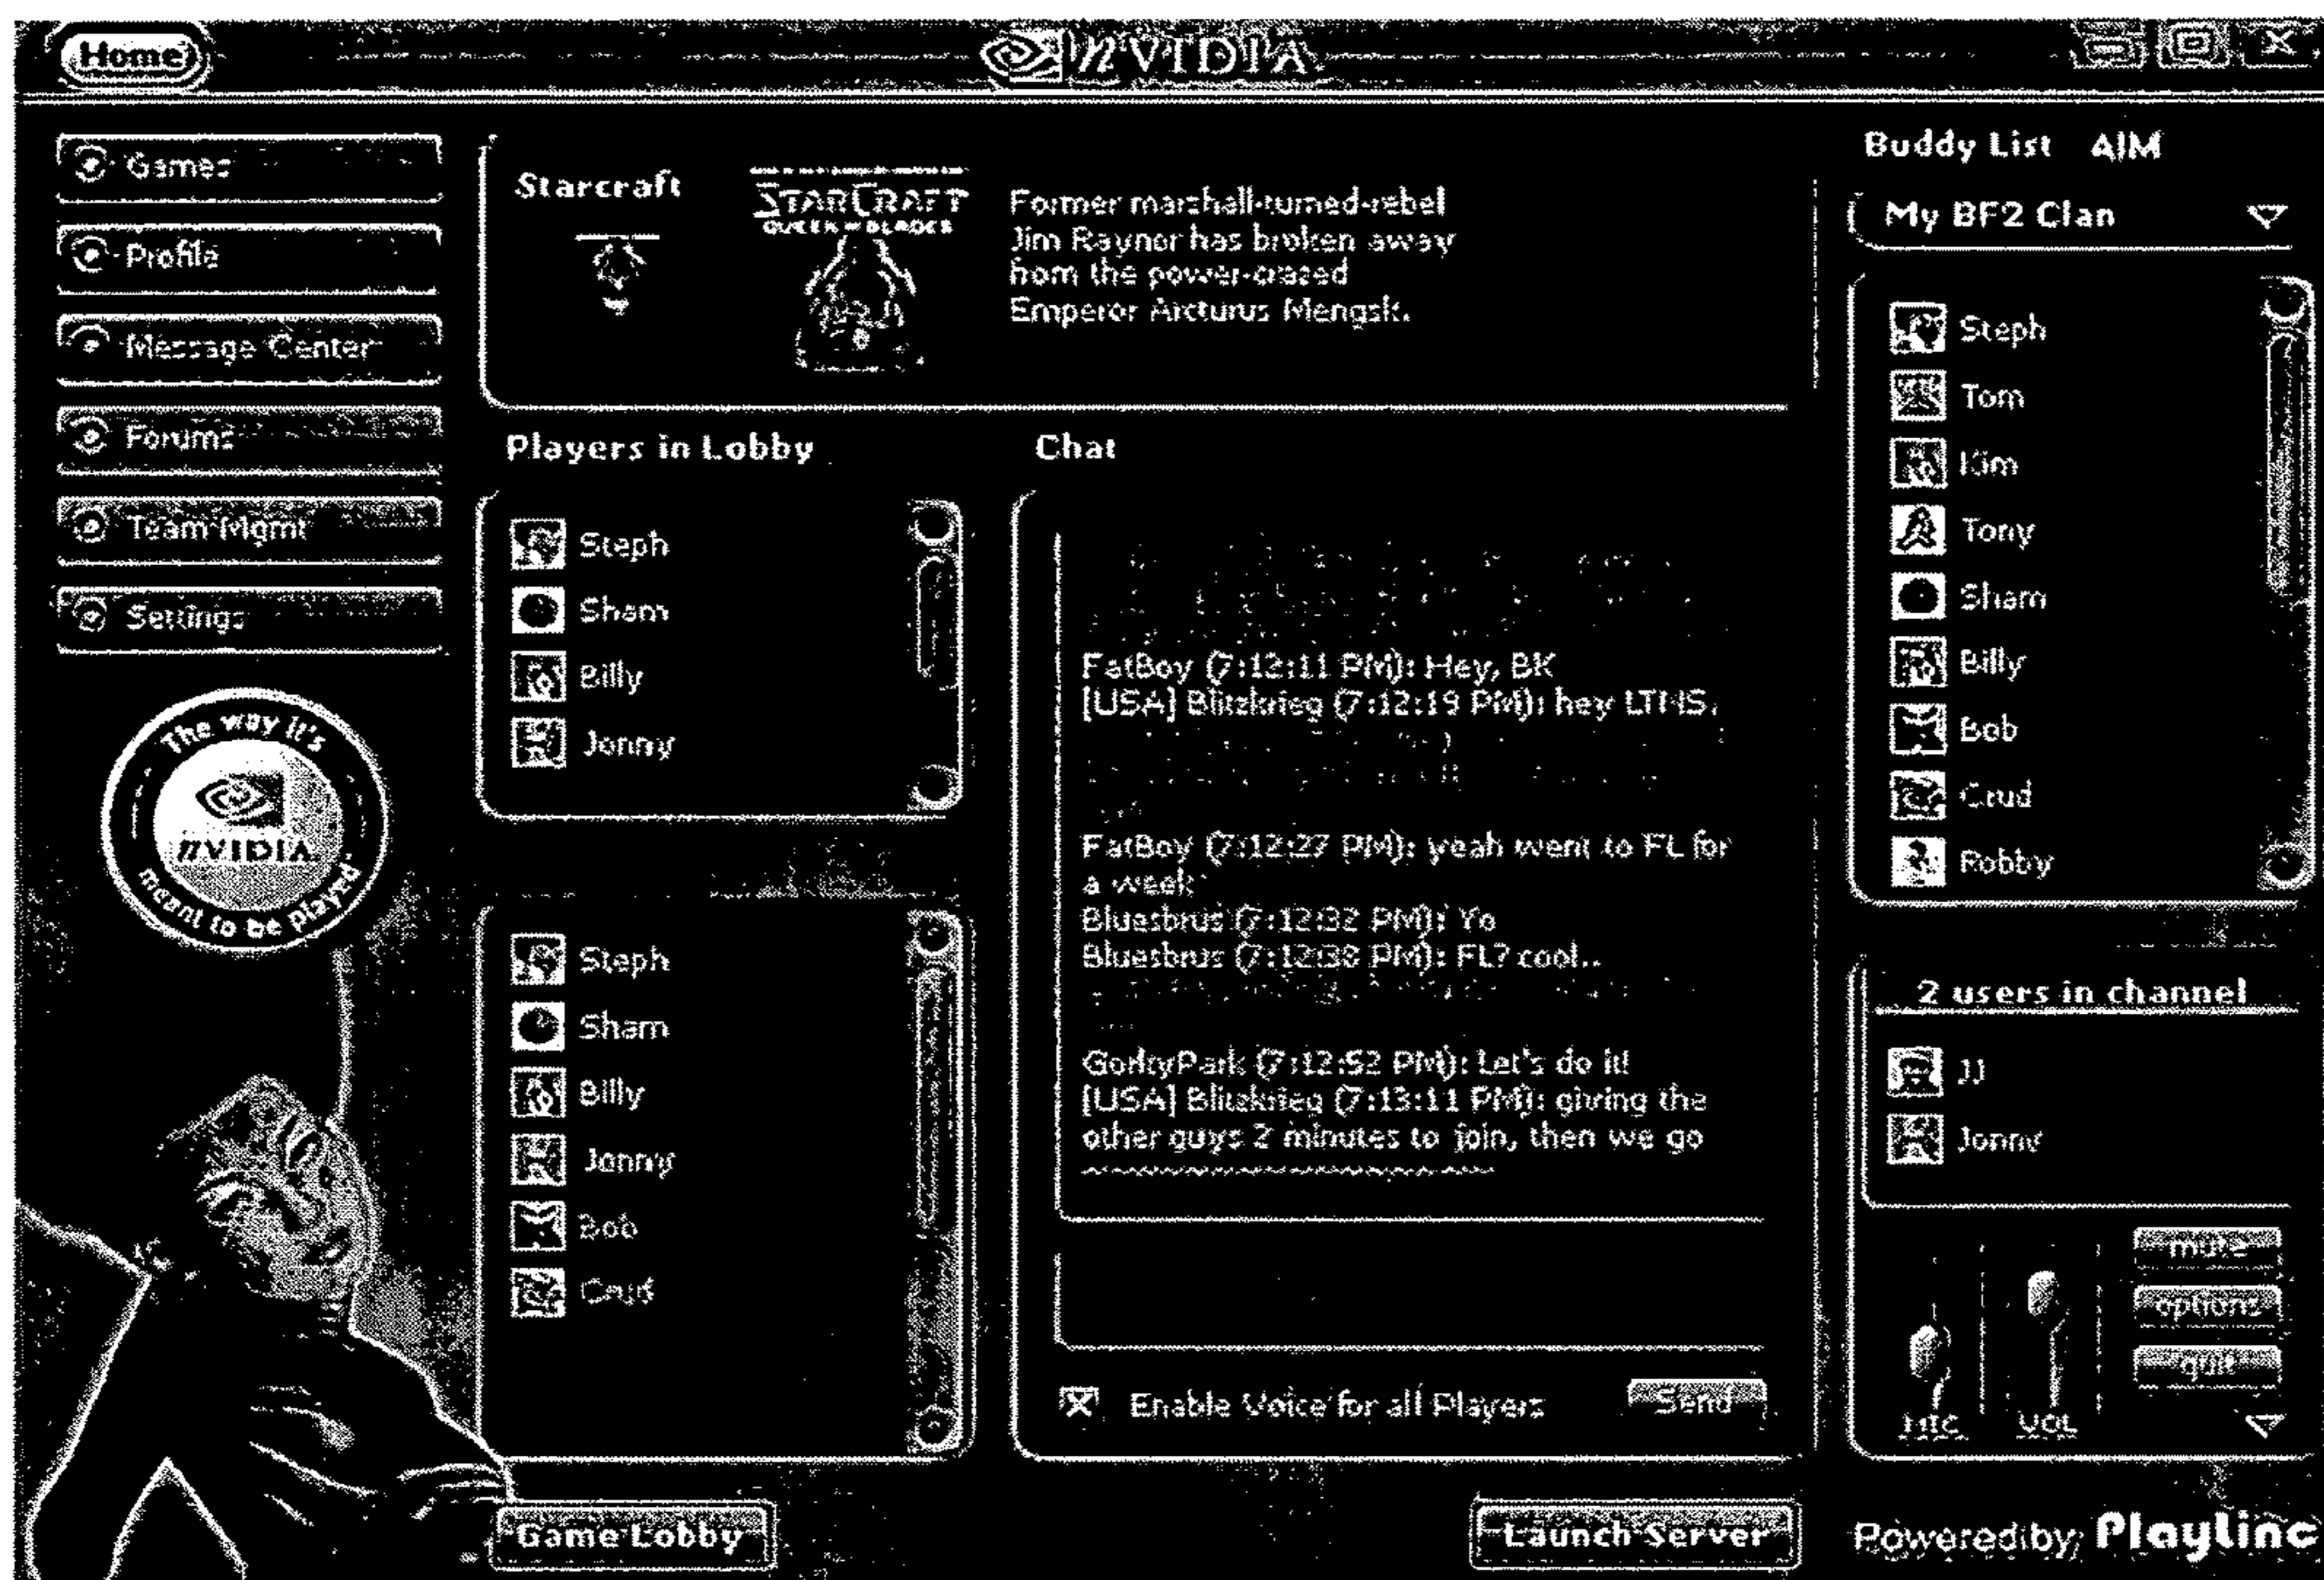 Home
NVIDIA
Games
Profile
Message Center
Forums
Team Mgmt
Settings
The way it's
NVIDIA
meant to be played
Starcraft
STARCRAFT
QUEEN OF BLADES
Former marshall-turned-rebel
Jim Raynor has broken away
from the power-crazed
Emperor Arcturus Mengsk.
Players in Lobby
Steph
Sham
Billy
Jonny
Steph
Sham
Billy
Jonny
Bob
Crud
Game Lobby
Chat
FatBoy (7:12:11 PM): Hey, BK
[USA] Blitzkrieg (7:12:19 PM): hey LTNS.
FatBoy (7:12:27 PM): yeah went to FL for
a week
Bluesbrus (7:12:32 PM): Yo
Bluesbrus (7:12:38 PM): FL? cool..
GorkyPark (7:12:52 PM): Let's do it!
[USA] Blitzkrieg (7:13:11 PM): giving the
other guys 2 minutes to join, then we go
Enable Voice for all Players
Send
Launch Server
Buddy List AIM
My BF2 Clan
Steph
Tom
Kim
Tony
Sham
Billy
Bob
Crud
Robby
2 users in channel
JJ
Jonny
mute
options
quit
MIC VOL
Powered by PlayLinc